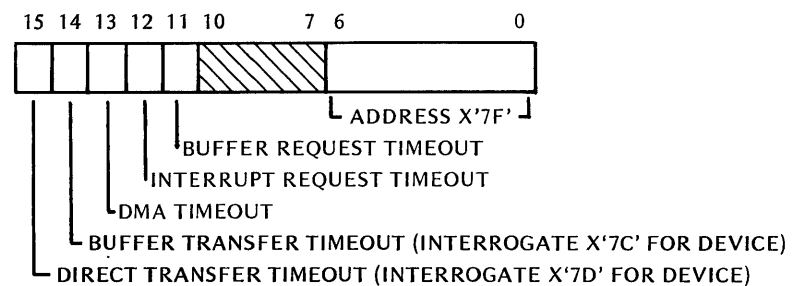 15 14 13 12 11 10 7 6 0
ADDRESS X'7F'
BUFFER REQUEST TIMEOUT
INTERRUPT REQUEST TIMEOUT
DMA TIMEOUT
BUFFER TRANSFER TIMEOUT (INTERROGATE X'7C' FOR DEVICE)
DIRECT TRANSFER TIMEOUT (INTERROGATE X'7D' FOR DEVICE)